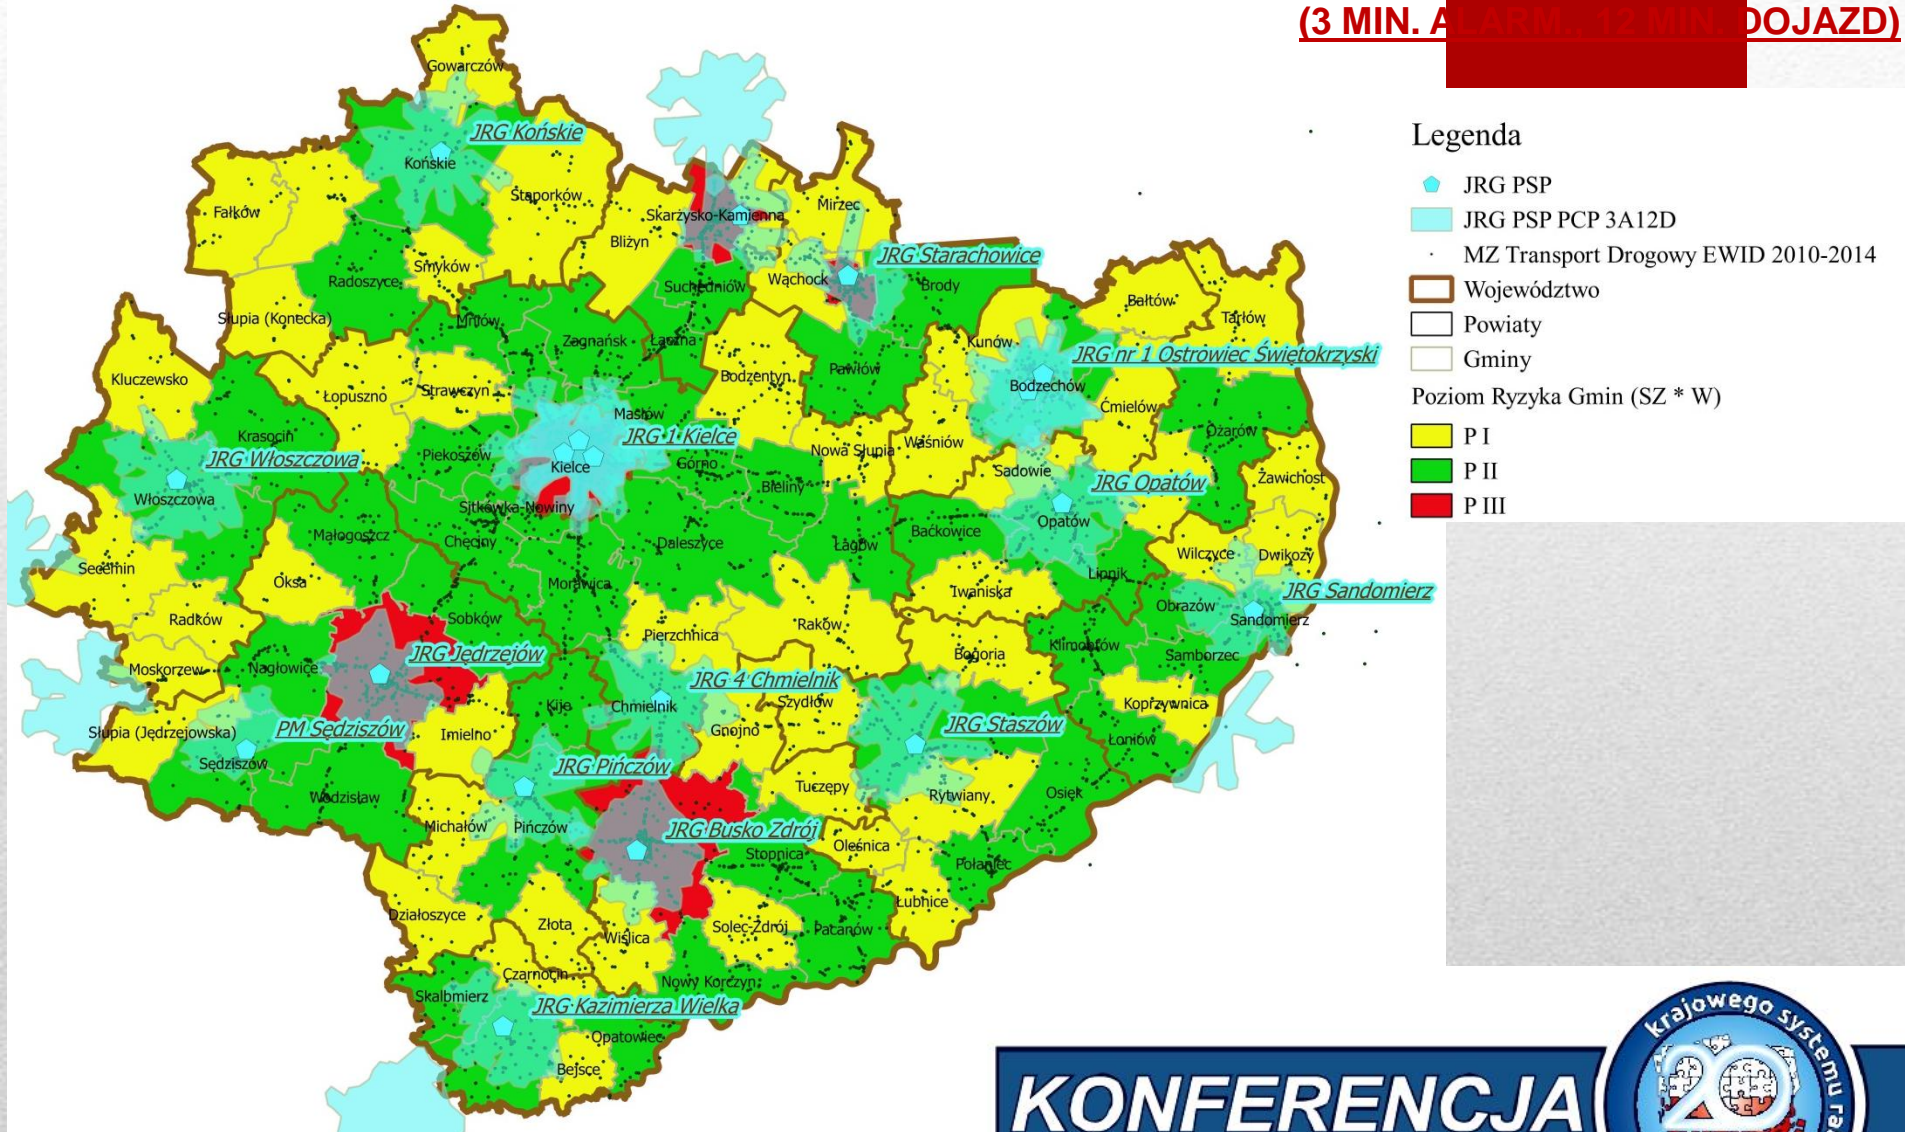 (3 MIN. ALARM., 12 MIN. DOJAZD)
Legenda
JRG PSP
JRG PSP PCP 3A12D
MZ Transport Drogowy EWID 2010-2014
Województwo
Powiaty
Gminy
Poziom Ryzyka Gmin (SZ * W)
P I
P II
P III
Gowarczów
JRG Końskie
Końskie
Stąporków
Fałków
Skarżysko-Kamienna
Mirzec
Bliżyn
Smyków
Radoszyce
JRG Starachowice
Wąchock
Brody
Suchedniów
Bałtów
Tarłów
Słupia (Konecka)
Mniów
Zagnańsk
Łączna
Kunów
JRG nr 1 Ostrowiec Świętokrzyski
Kluczewsko
Łopuszno
Strawczyn
Bodzentyn
Pawłów
Bodzechów
Ćmielów
Masłów
Krasocin
JRG 1 Kielce
Ożarów
JRG Włoszczowa
Piekoszów
Kielce
Górno
Nowa Słupia
Waśniów
Sadowie
Zawichost
Włoszczowa
Bieliny
JRG Opatów
Sitkówka-Nowiny
Opatów
Małogoszcz
Chęciny
Daleszyce
Łagów
Baćkowice
Wilczyce
Dwikozy
Secemin
Oksa
Morawica
Lipnik
Iwaniska
JRG Sandomierz
Obrazów
Sandomierz
Radków
Sobków
Pierzchnica
Raków
Klimontów
Samborzec
JRG Jędrzejów
Bogoria
Moskorzew
Nagłowice
JRG 4 Chmielnik
Kije
Chmielnik
Szydłów
Koprzywnica
Słupia (Jędrzejowska)
PM Sędziszów
Imielno
Gnojno
JRG Staszów
Łoniów
Sędziszów
JRG Pińczów
Wodzisław
Tuczępy
Rytwiany
Osiek
Michałów
Pińczów
JRG Busko Zdrój
Stopnica
Oleśnica
Połaniec
Działoszyce
Złota
Wiślica
Solec-Zdrój
Pacanów
Łubnice
Czarnocin
Skalbmierz
Nowy Korczyn
JRG Kazimierza Wielka
Opatowiec
Bejsce
KONFERENCJA
krajowego systemu ra
20